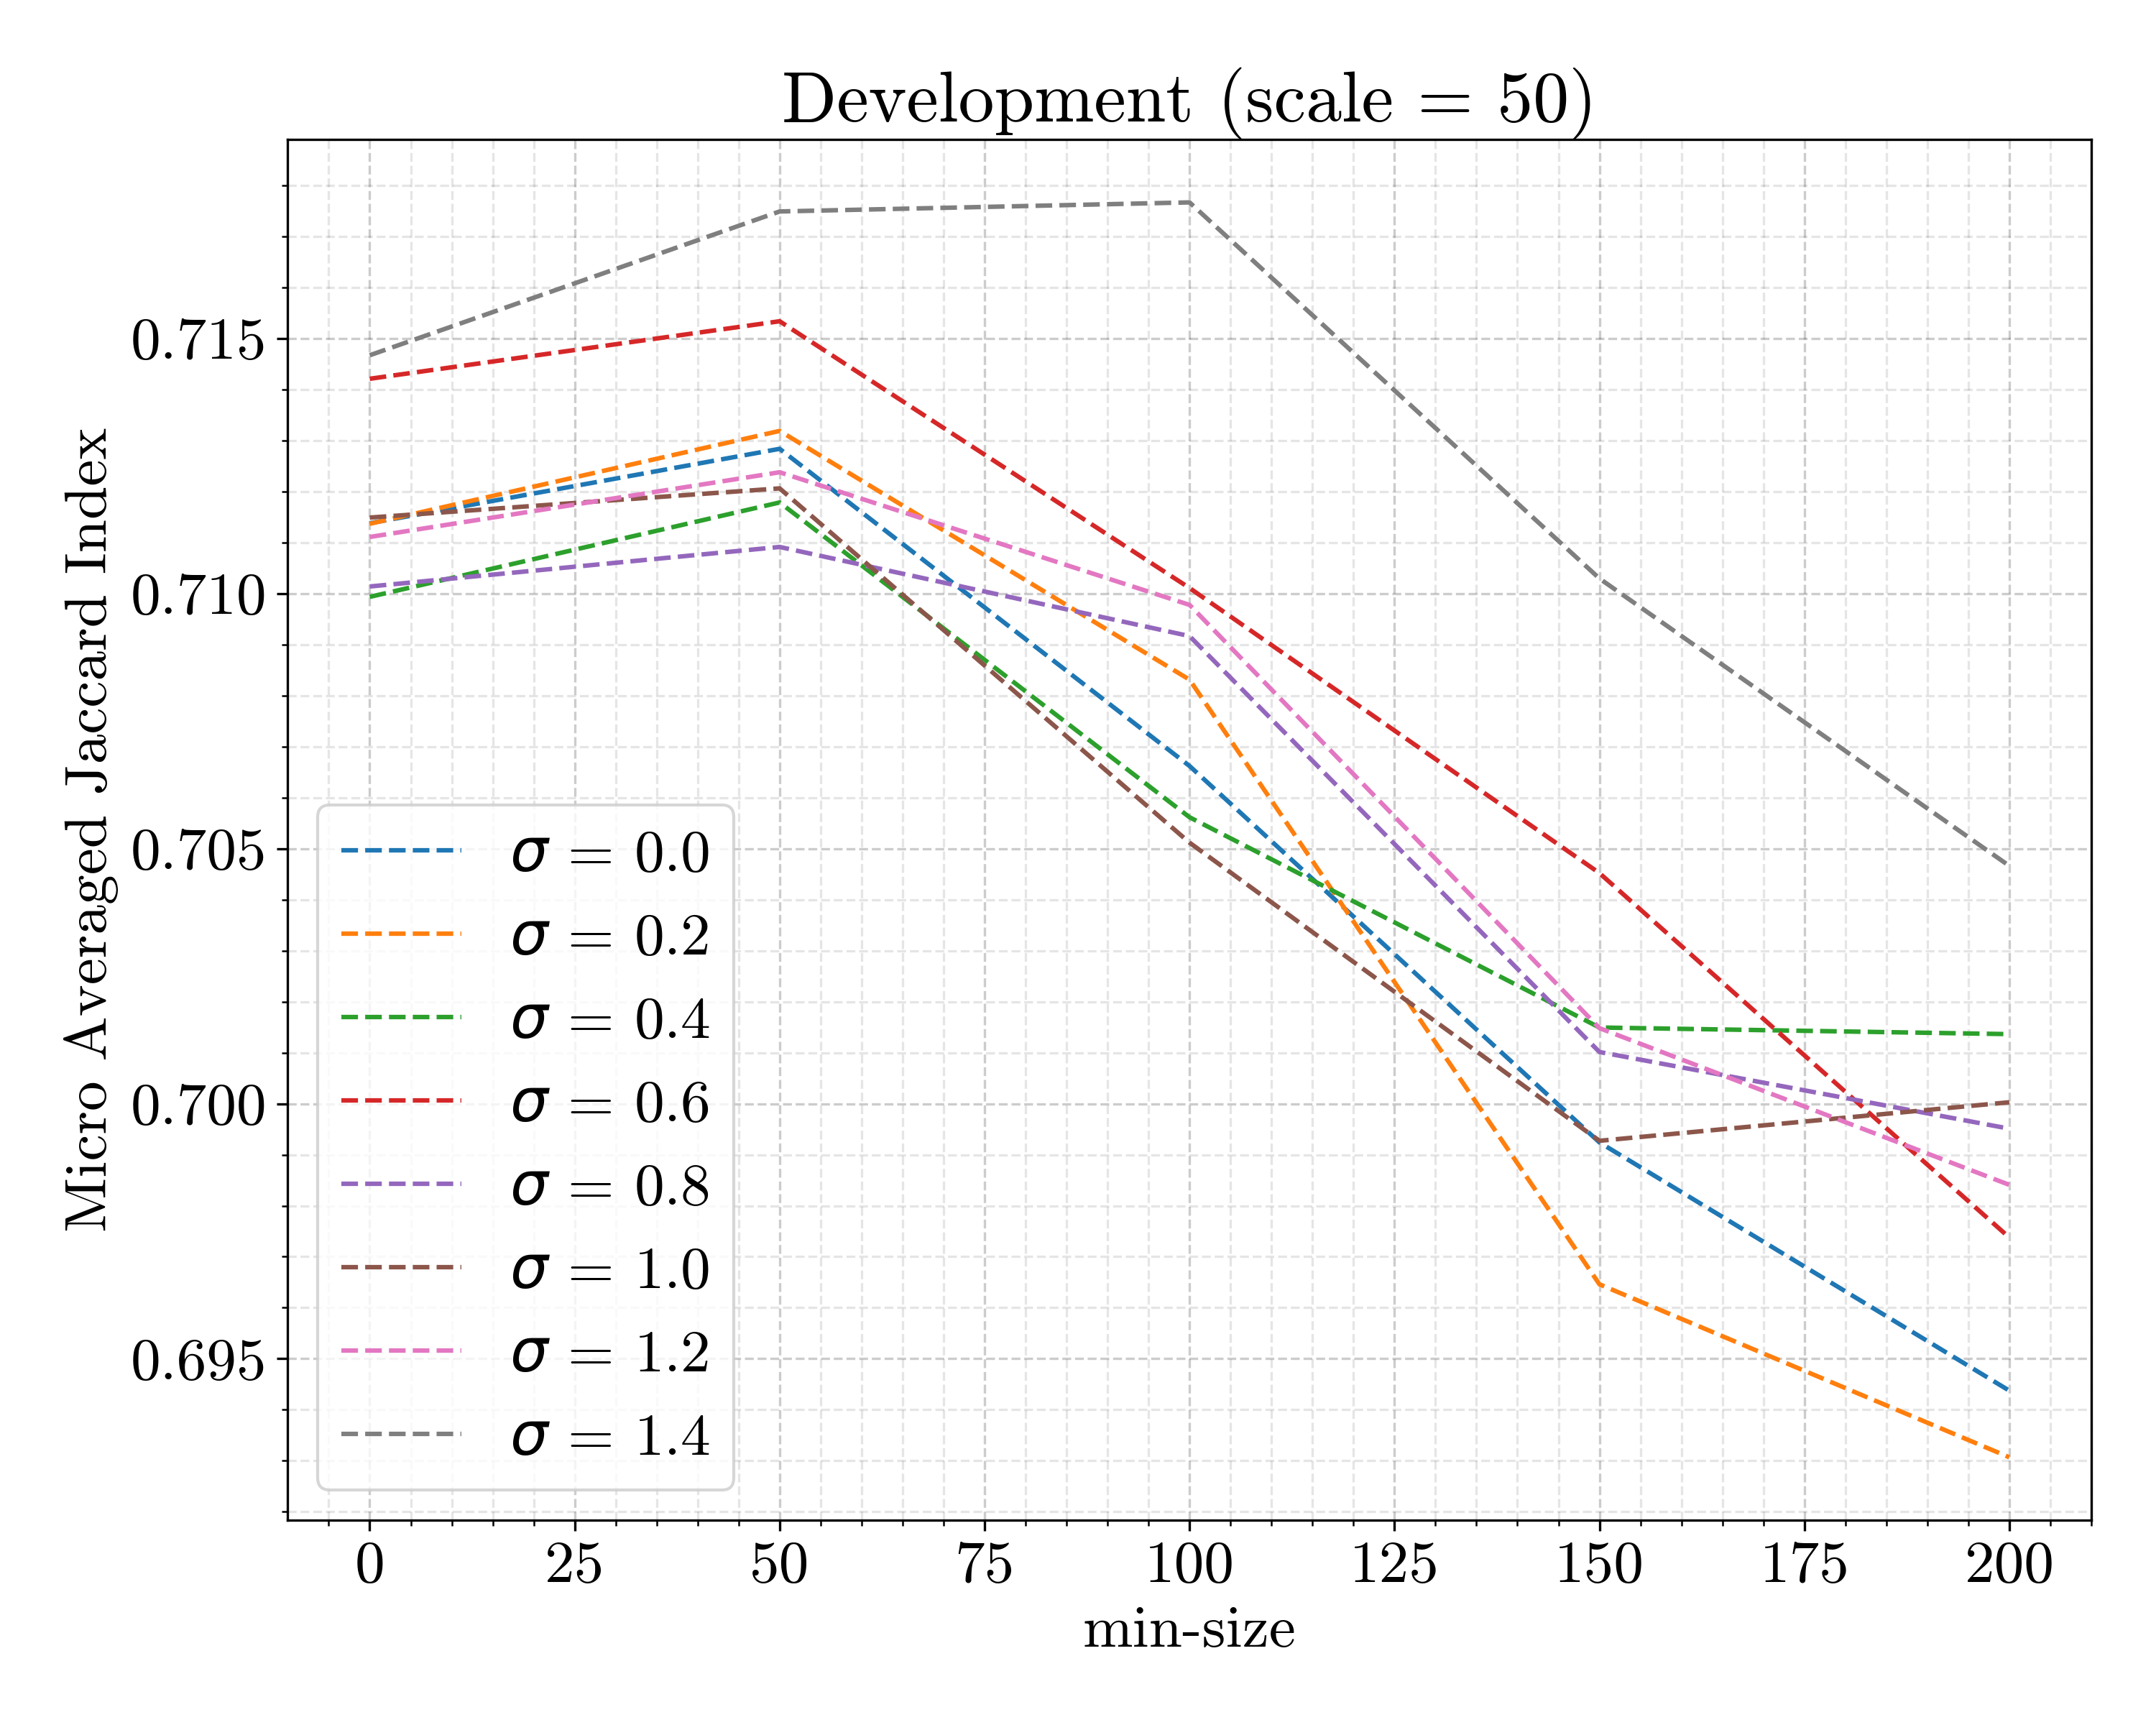 Development (scale = 50)
Micro Averaged Jaccard Index
0.715
0.710
0.705
0.700
0.695
σ = 0.0
σ = 0.2
σ = 0.4
σ = 0.6
σ = 0.8
σ = 1.0
σ = 1.2
σ = 1.4
0 25 50 75 100 125 150 175 200
min-size